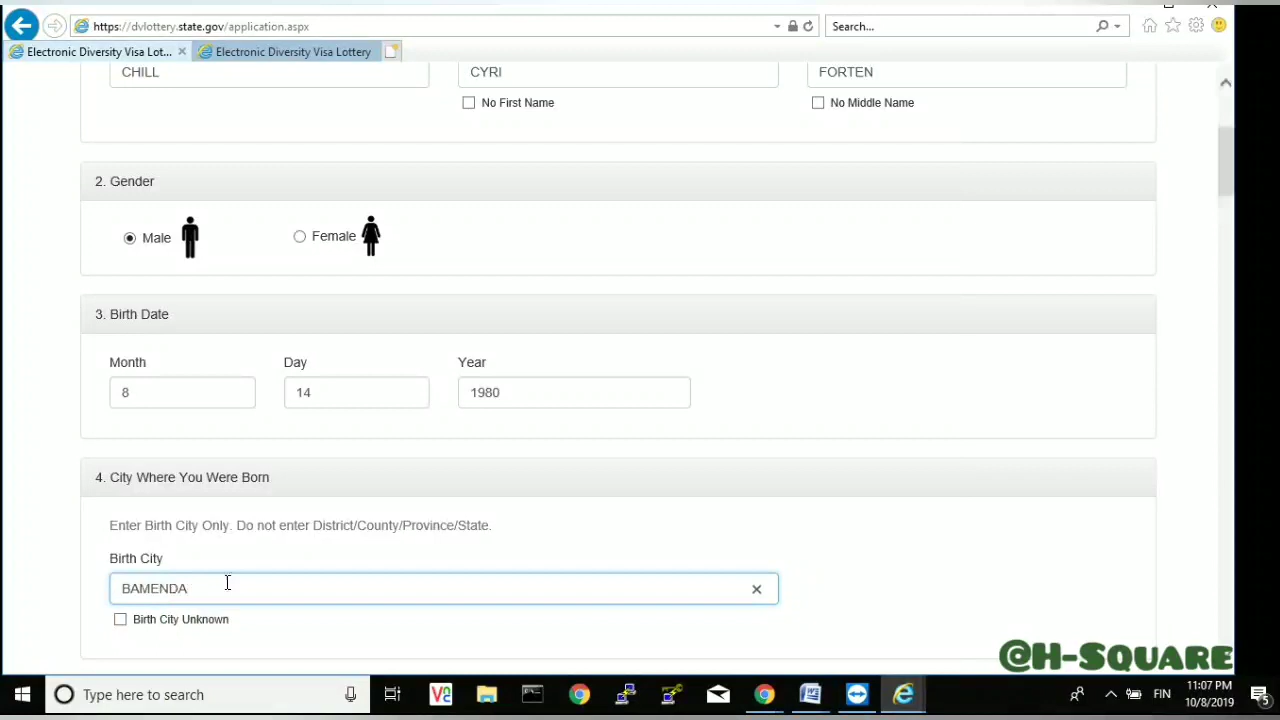 https://dvlottery.state.gov/application.aspx
Search...
Electronic Diversity Visa Lot...
Electronic Diversity Visa Lottery
CHILL
CYRI
FORTEN
No First Name
No Middle Name
2. Gender
Male
Female
3. Birth Date
Month
Day
Year
8
14
1980
4. City Where You Were Born
Enter Birth City Only. Do not enter District/County/Province/State.
Birth City
BAMENDA
Birth City Unknown
@H-SQUARE
Type here to search
FIN
11:07 PM
10/8/2019
5